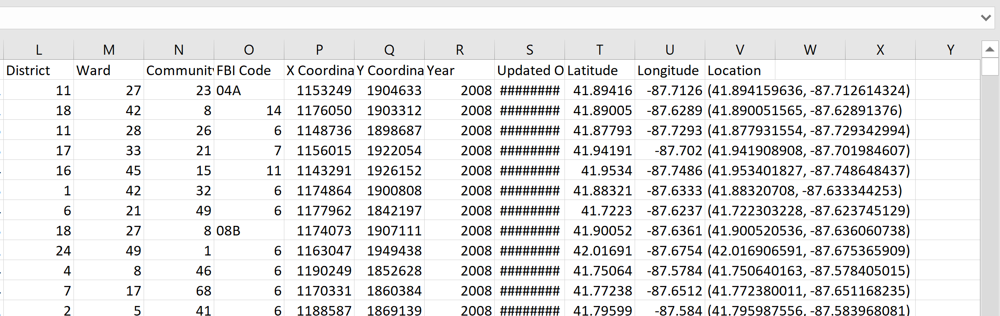 L M N O P Q R S T U V W X Y
District Ward Community FBI Code X Coordina Y Coordina Year Updated O Latitude Longitude Location
11 27 23 04A 1153249 1904633 2008 ######## 41.89416 -87.7126 (41.894159636, -87.712614324)
18 42 8 14 1176050 1903312 2008 ######## 41.89005 -87.6289 (41.890051565, -87.62891376)
11 28 26 6 1148736 1898687 2008 ######## 41.87793 -87.7293 (41.877931554, -87.729342994)
17 33 21 7 1156015 1922054 2008 ######## 41.94191 -87.702 (41.941908908, -87.701984607)
16 45 15 11 1143291 1926152 2008 ######## 41.9534 -87.7486 (41.953401827, -87.748648437)
1 42 32 6 1174864 1900808 2008 ######## 41.88321 -87.6333 (41.88320708, -87.633344253)
6 21 49 6 1177962 1842197 2008 ######## 41.7223 -87.6237 (41.722303228, -87.623745129)
18 27 8 08B 1174073 1907111 2008 ######## 41.90052 -87.6361 (41.900520536, -87.636060738)
24 49 1 6 1163047 1949438 2008 ######## 42.01691 -87.6754 (42.016906591, -87.675365909)
4 8 46 6 1190249 1852628 2008 ######## 41.75064 -87.5784 (41.750640163, -87.578405015)
7 17 68 6 1170331 1860384 2008 ######## 41.77238 -87.6512 (41.772380011, -87.651168235)
2 5 41 6 1188587 1869139 2008 ######## 41.79599 -87.584 (41.795987556, -87.583968081)